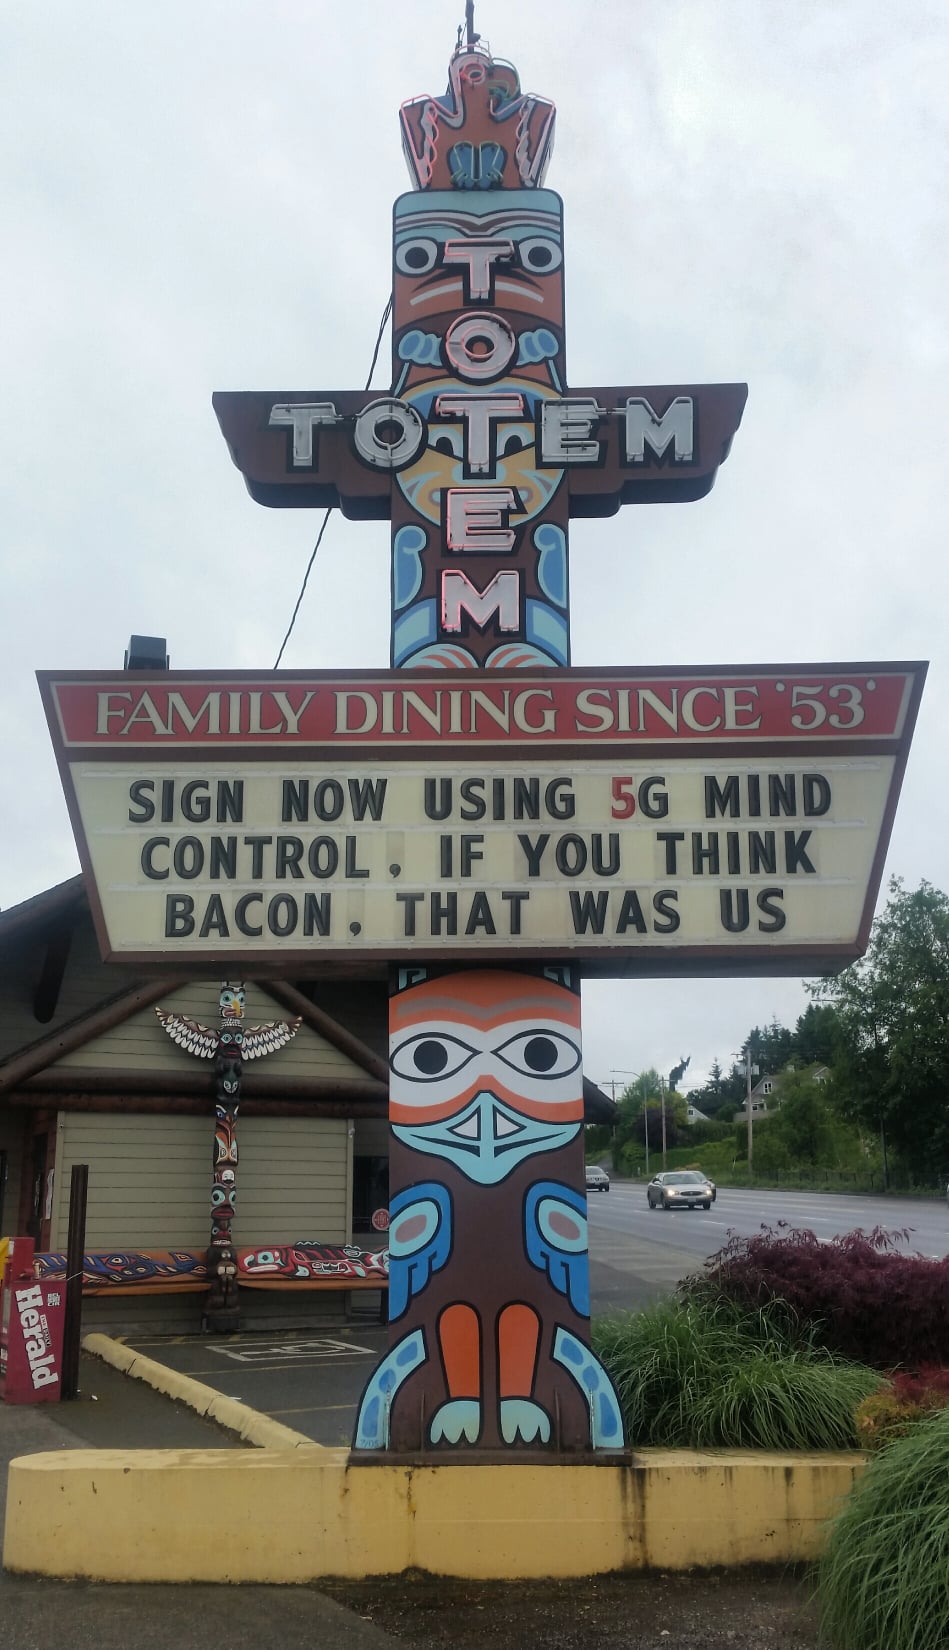 TOTEM
TOTEM
FAMILY DINING SINCE '53'
SIGN NOW USING 5G MIND
CONTROL, IF YOU THINK
BACON, THAT WAS US
Herald